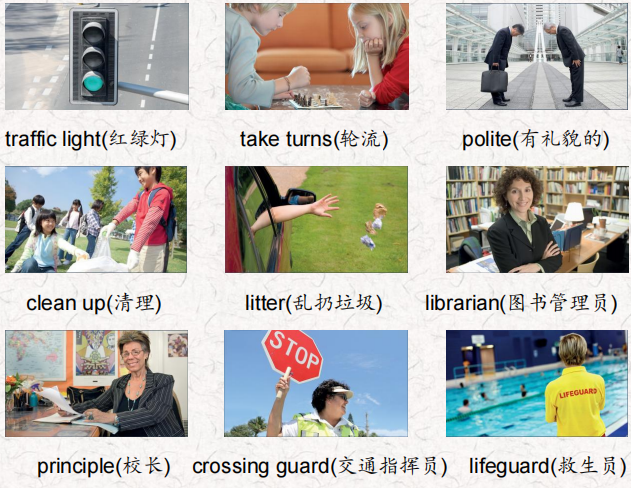 traffic light(红绿灯) take turns(轮流) polite(有礼貌的)
clean up(清理) litter(乱扔垃圾) librarian(图书管理员)
STOP
LIFEGUARD
principle(校长) crossing guard(交通指挥员) lifeguard(救生员)